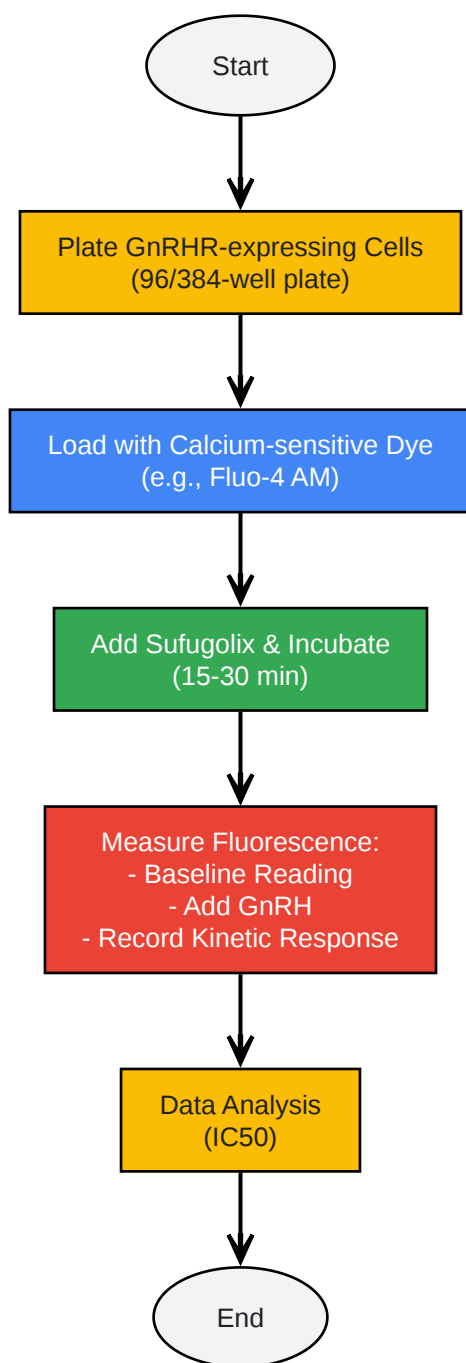 Start
Plate GnRHR-expressing Cells
(96/384-well plate)
Load with Calcium-sensitive Dye
(e.g., Fluo-4 AM)
Add Sufugolix & Incubate
(15-30 min)
Measure Fluorescence:
- Baseline Reading
- Add GnRH
- Record Kinetic Response
Data Analysis
(IC50)
End